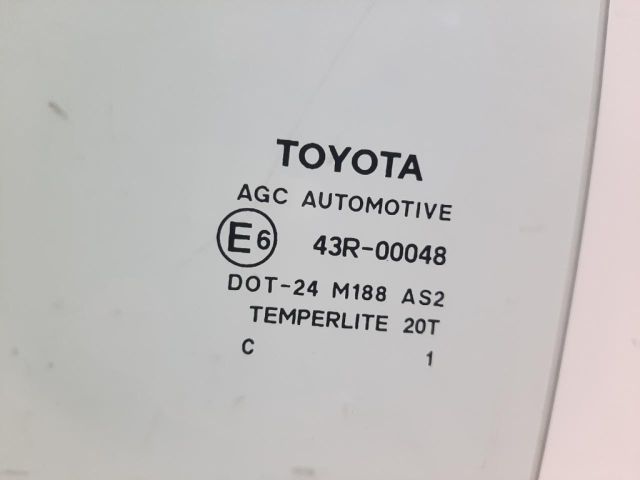 TOYOTA
AGC AUTOMOTIVE
E6 43R-00048
DOT-24 M188 AS2
TEMPERLITE 20T
C 1